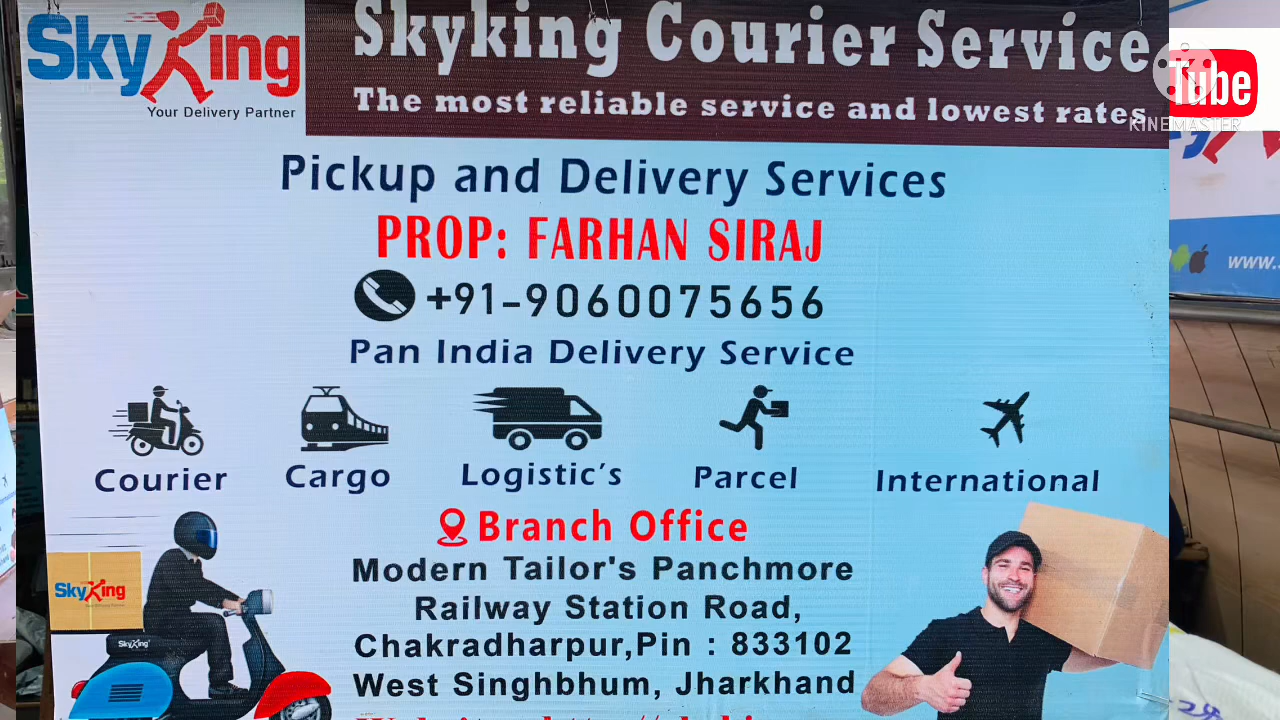 SkyKing
Your Delivery Partner
Skyking Courier Service
The most reliable service and lowest rates
Tube
KINEMASTER
Pickup and Delivery Services
PROP: FARHAN SIRAJ
+91-9060075656
Pan India Delivery Service
www.
Courier Cargo Logistic's Parcel International
Branch Office
Modern Tailor's Panchmore
Railway Station Road,
Chakradharpur,Pin : 833102
West Singhbhum, Jharkhand
SkyKing
SkyKing